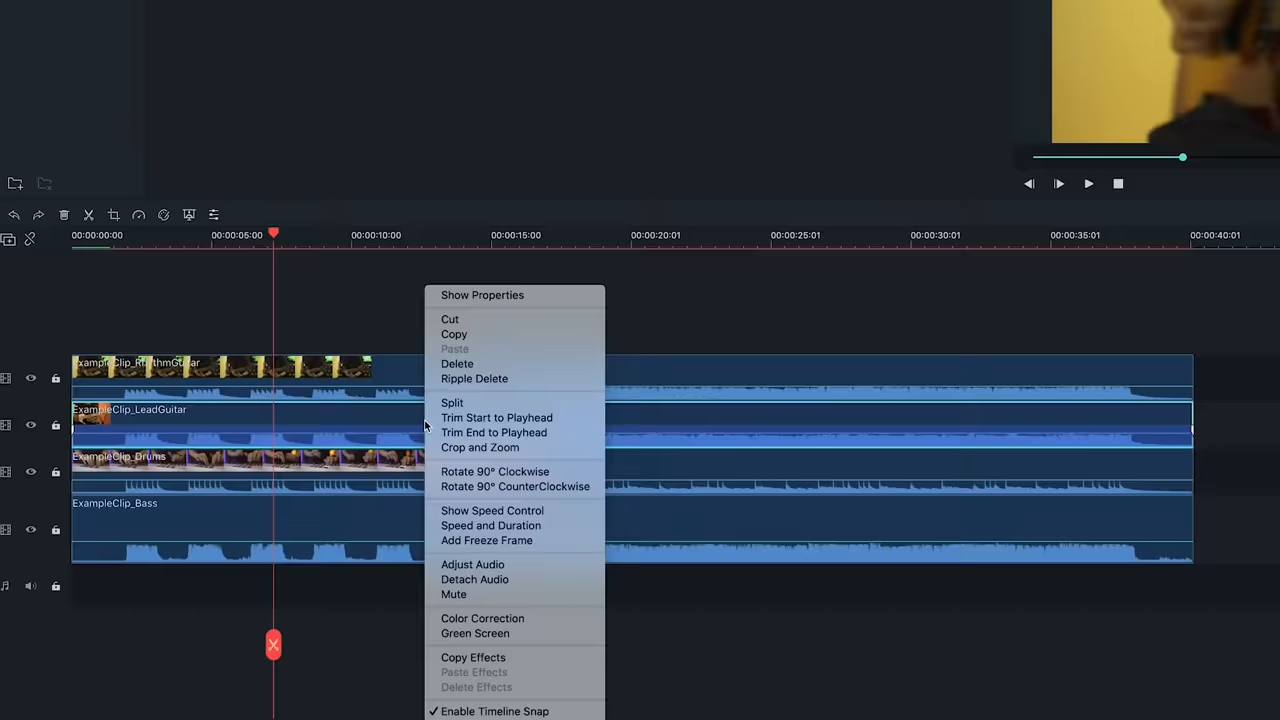 00:00:00:00 00:00:05:00 00:00:10:00 00:00:15:00 00:00:20:01 00:00:25:01 00:00:30:01 00:00:35:01 00:00:40:01
Show Properties
Cut
Copy
Paste
Delete
Ripple Delete
Split
Trim Start to Playhead
Trim End to Playhead
Crop and Zoom
Rotate 90° Clockwise
Rotate 90° CounterClockwise
Show Speed Control
Speed and Duration
Add Freeze Frame
Adjust Audio
Detach Audio
Mute
Color Correction
Green Screen
Copy Effects
Paste Effects
Delete Effects
Enable Timeline Snap
ExampleClip_RhythmGuitar
ExampleClip_LeadGuitar
ExampleClip_Drums
ExampleClip_Bass